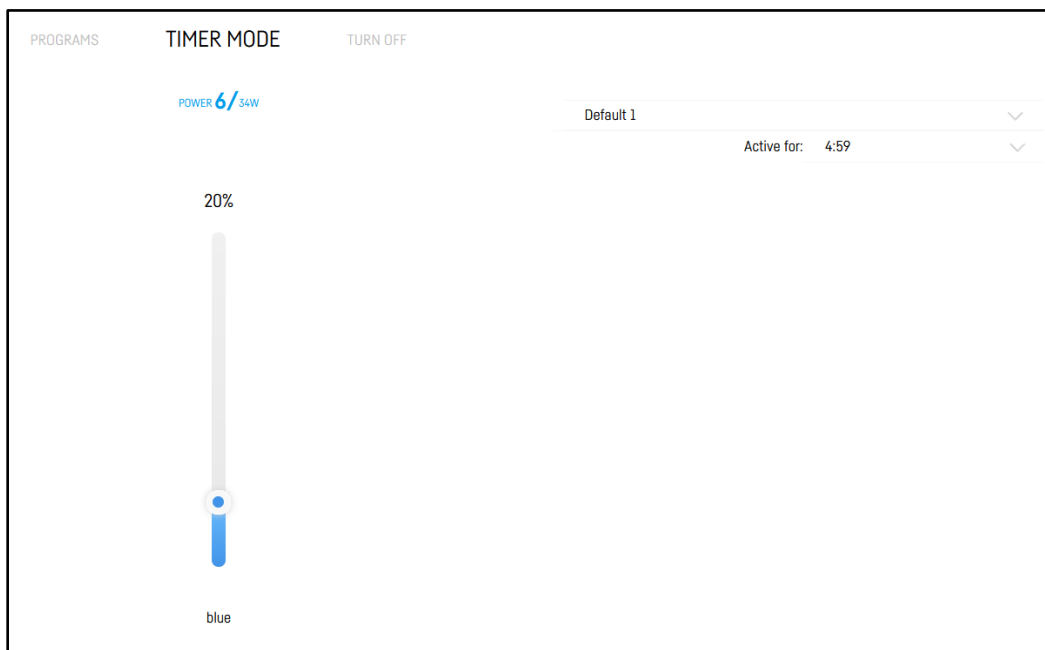 PROGRAMS TIMER MODE TURN OFF
POWER 6/34W
Default 1
Active for: 4:59
20%
blue